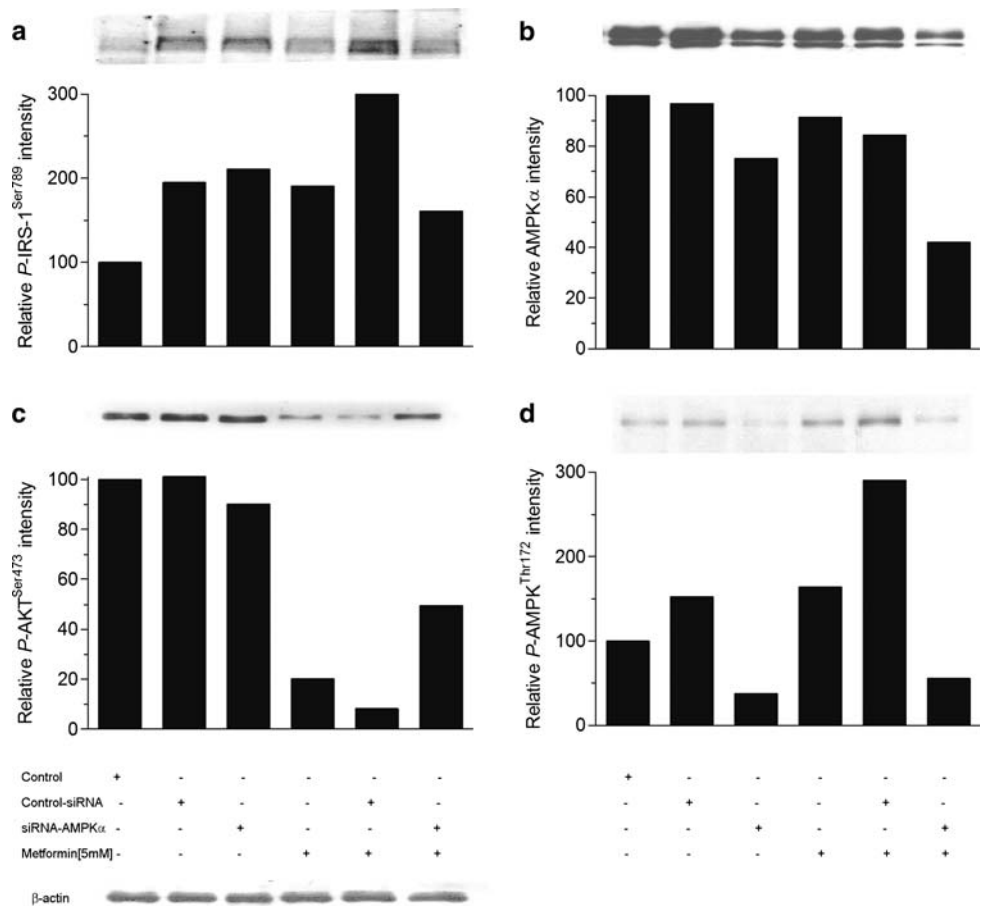 a
300
200
100
0
Relative P-IRS-1Ser789 intensity
b
100
80
60
40
20
0
Relative AMPKα intensity
c
100
80
60
40
20
0
Relative P-AKTSer473 intensity
d
300
200
150
100
50
0
Relative P-AMPKThr172 intensity
Control + - - - - - + - - - - -
Control-siRNA - + - - + - - + - - + -
siRNA-AMPKα - - + - - + - - + - - +
Metformin[5mM] - - - + + + - - - + + +
β-actin